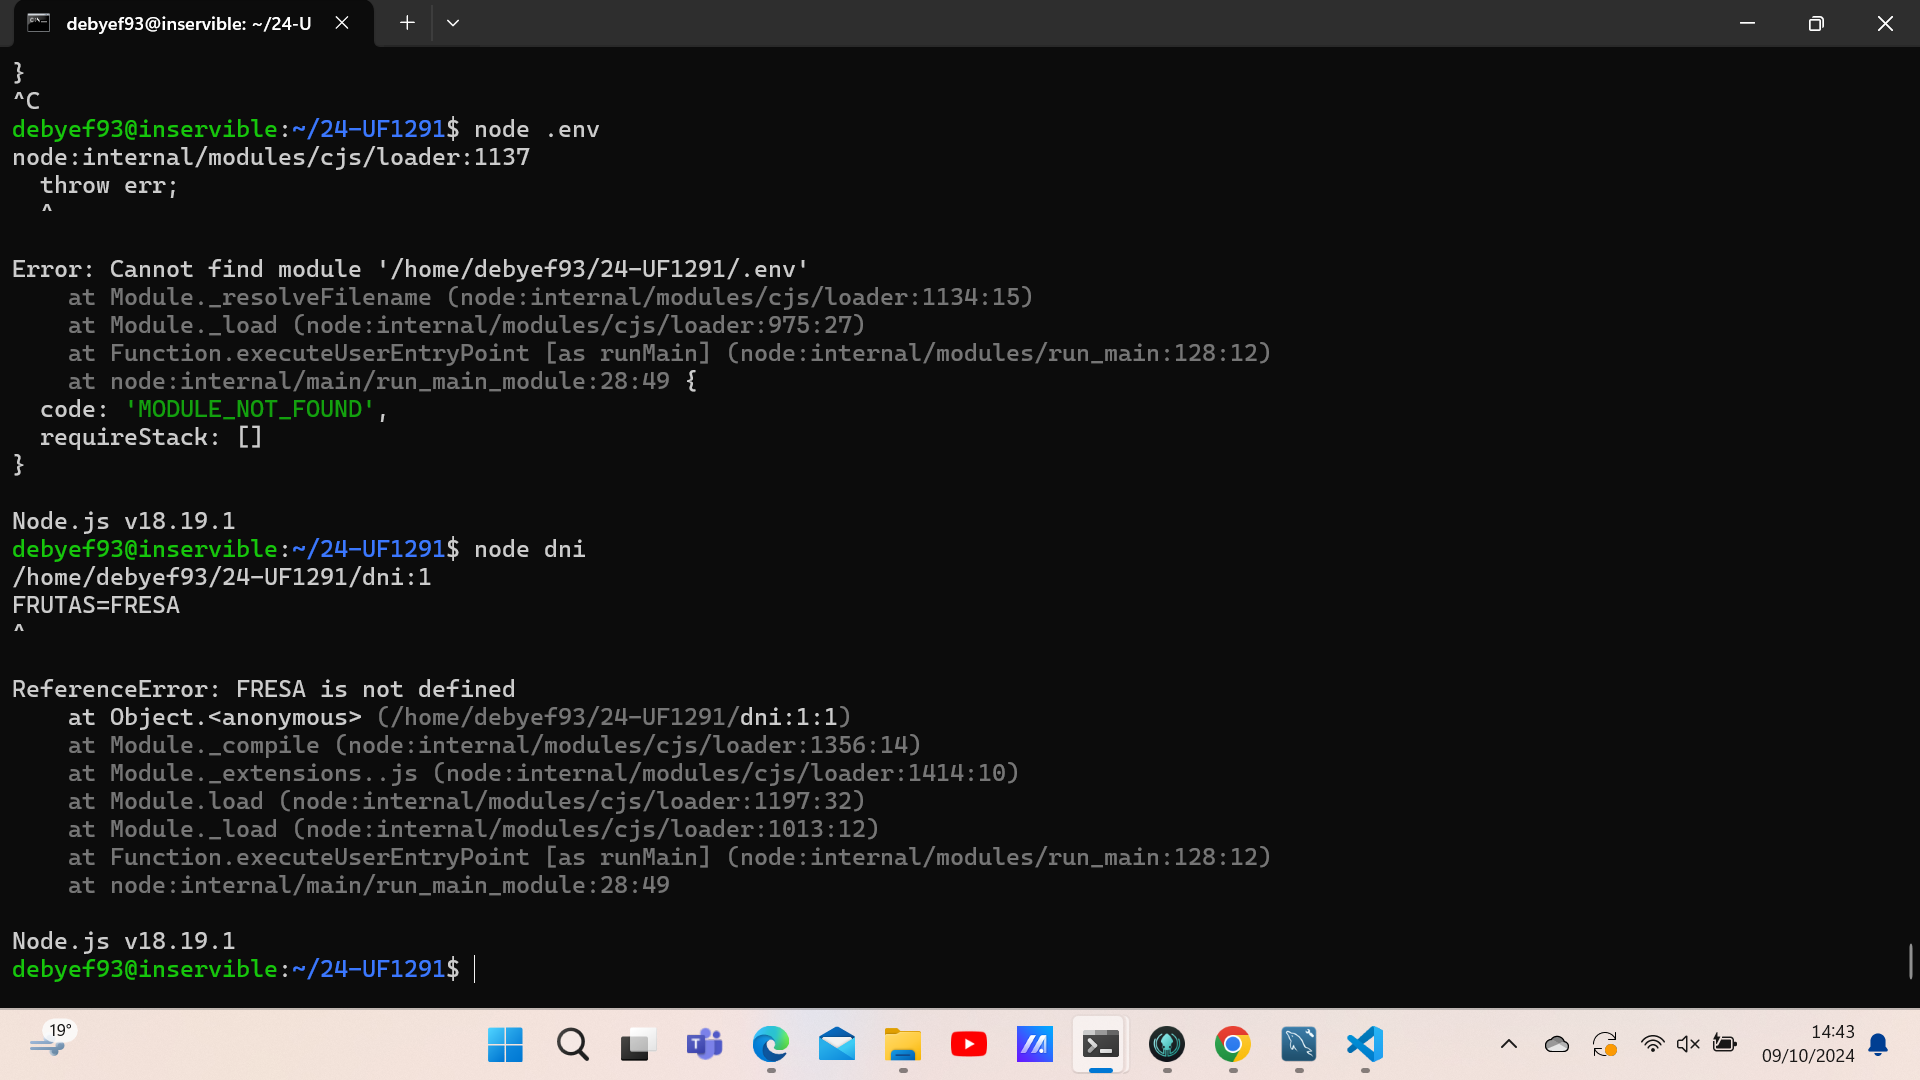 debyef93@inservible: ~/24-U
}
^C
debyef93@inservible:~/24-UF1291$ node .env
node:internal/modules/cjs/loader:1137
  throw err;
  ^

Error: Cannot find module '/home/debyef93/24-UF1291/.env'
    at Module._resolveFilename (node:internal/modules/cjs/loader:1134:15)
    at Module._load (node:internal/modules/cjs/loader:975:27)
    at Function.executeUserEntryPoint [as runMain] (node:internal/modules/run_main:128:12)
    at node:internal/main/run_main_module:28:49 {
  code: 'MODULE_NOT_FOUND',
  requireStack: []
}

Node.js v18.19.1
debyef93@inservible:~/24-UF1291$ node dni
/home/debyef93/24-UF1291/dni:1
FRUTAS=FRESA
^

ReferenceError: FRESA is not defined
    at Object.<anonymous> (/home/debyef93/24-UF1291/dni:1:1)
    at Module._compile (node:internal/modules/cjs/loader:1356:14)
    at Module._extensions..js (node:internal/modules/cjs/loader:1414:10)
    at Module.load (node:internal/modules/cjs/loader:1197:32)
    at Module._load (node:internal/modules/cjs/loader:1013:12)
    at Function.executeUserEntryPoint [as runMain] (node:internal/modules/run_main:128:12)
    at node:internal/main/run_main_module:28:49

Node.js v18.19.1
debyef93@inservible:~/24-UF1291$
19°
14:43
09/10/2024